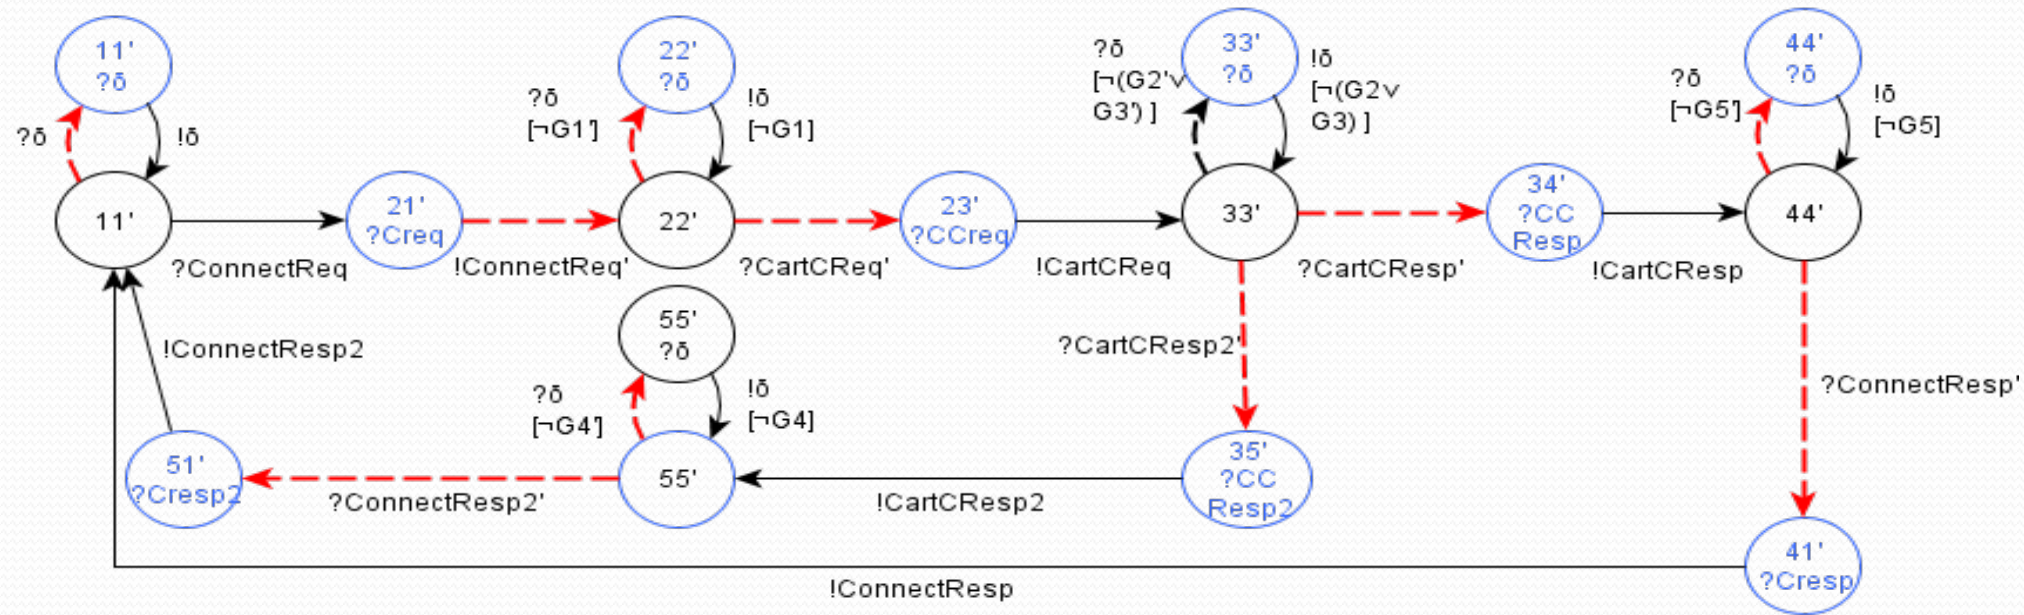 11'
?δ
22'
?δ
33'
?δ
44'
?δ
?δ
!δ
?δ
[¬G1']
!δ
[¬G1]
?δ
[¬(G2'∨
G3') ]
!δ
[¬(G2∨
G3) ]
?δ
[¬G5']
!δ
[¬G5]
11'
?ConnectReq
21'
?Creq
!ConnectReq'
22'
?CartCReq'
23'
?CCreq
!CartCReq
33'
?CartCResp'
34'
?CC
Resp
!CartCResp
44'
55'
?δ
!ConnectResp2
?CartCResp2'
?ConnectResp'
?δ
[¬G4']
!δ
[¬G4]
51'
?Cresp2
?ConnectResp2'
55'
!CartCResp2
35'
?CC
Resp2
41'
?Cresp
!ConnectResp